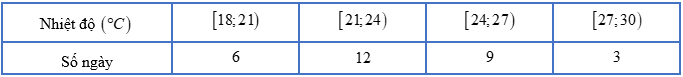 Nhiệt độ (°C) [18;21) [21;24) [24;27) [27;30)
Số ngày 6 12 9 3